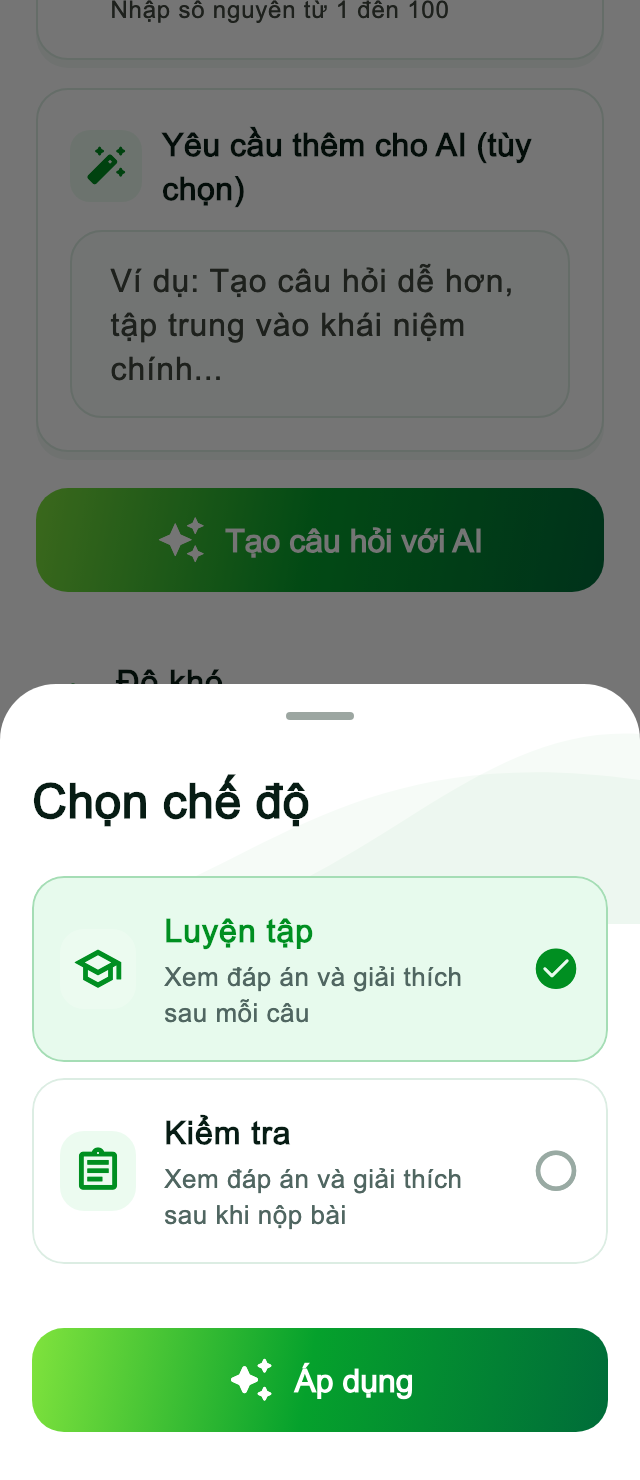 Nhập số nguyên từ 1 đến 100
Yêu cầu thêm cho AI (tùy
chọn)
Ví dụ: Tạo câu hỏi dễ hơn,
tập trung vào khái niệm
chính...
Tạo câu hỏi với AI
Độ khó
Chọn chế độ
Luyện tập
Xem đáp án và giải thích
sau mỗi câu
Kiểm tra
Xem đáp án và giải thích
sau khi nộp bài
Áp dụng